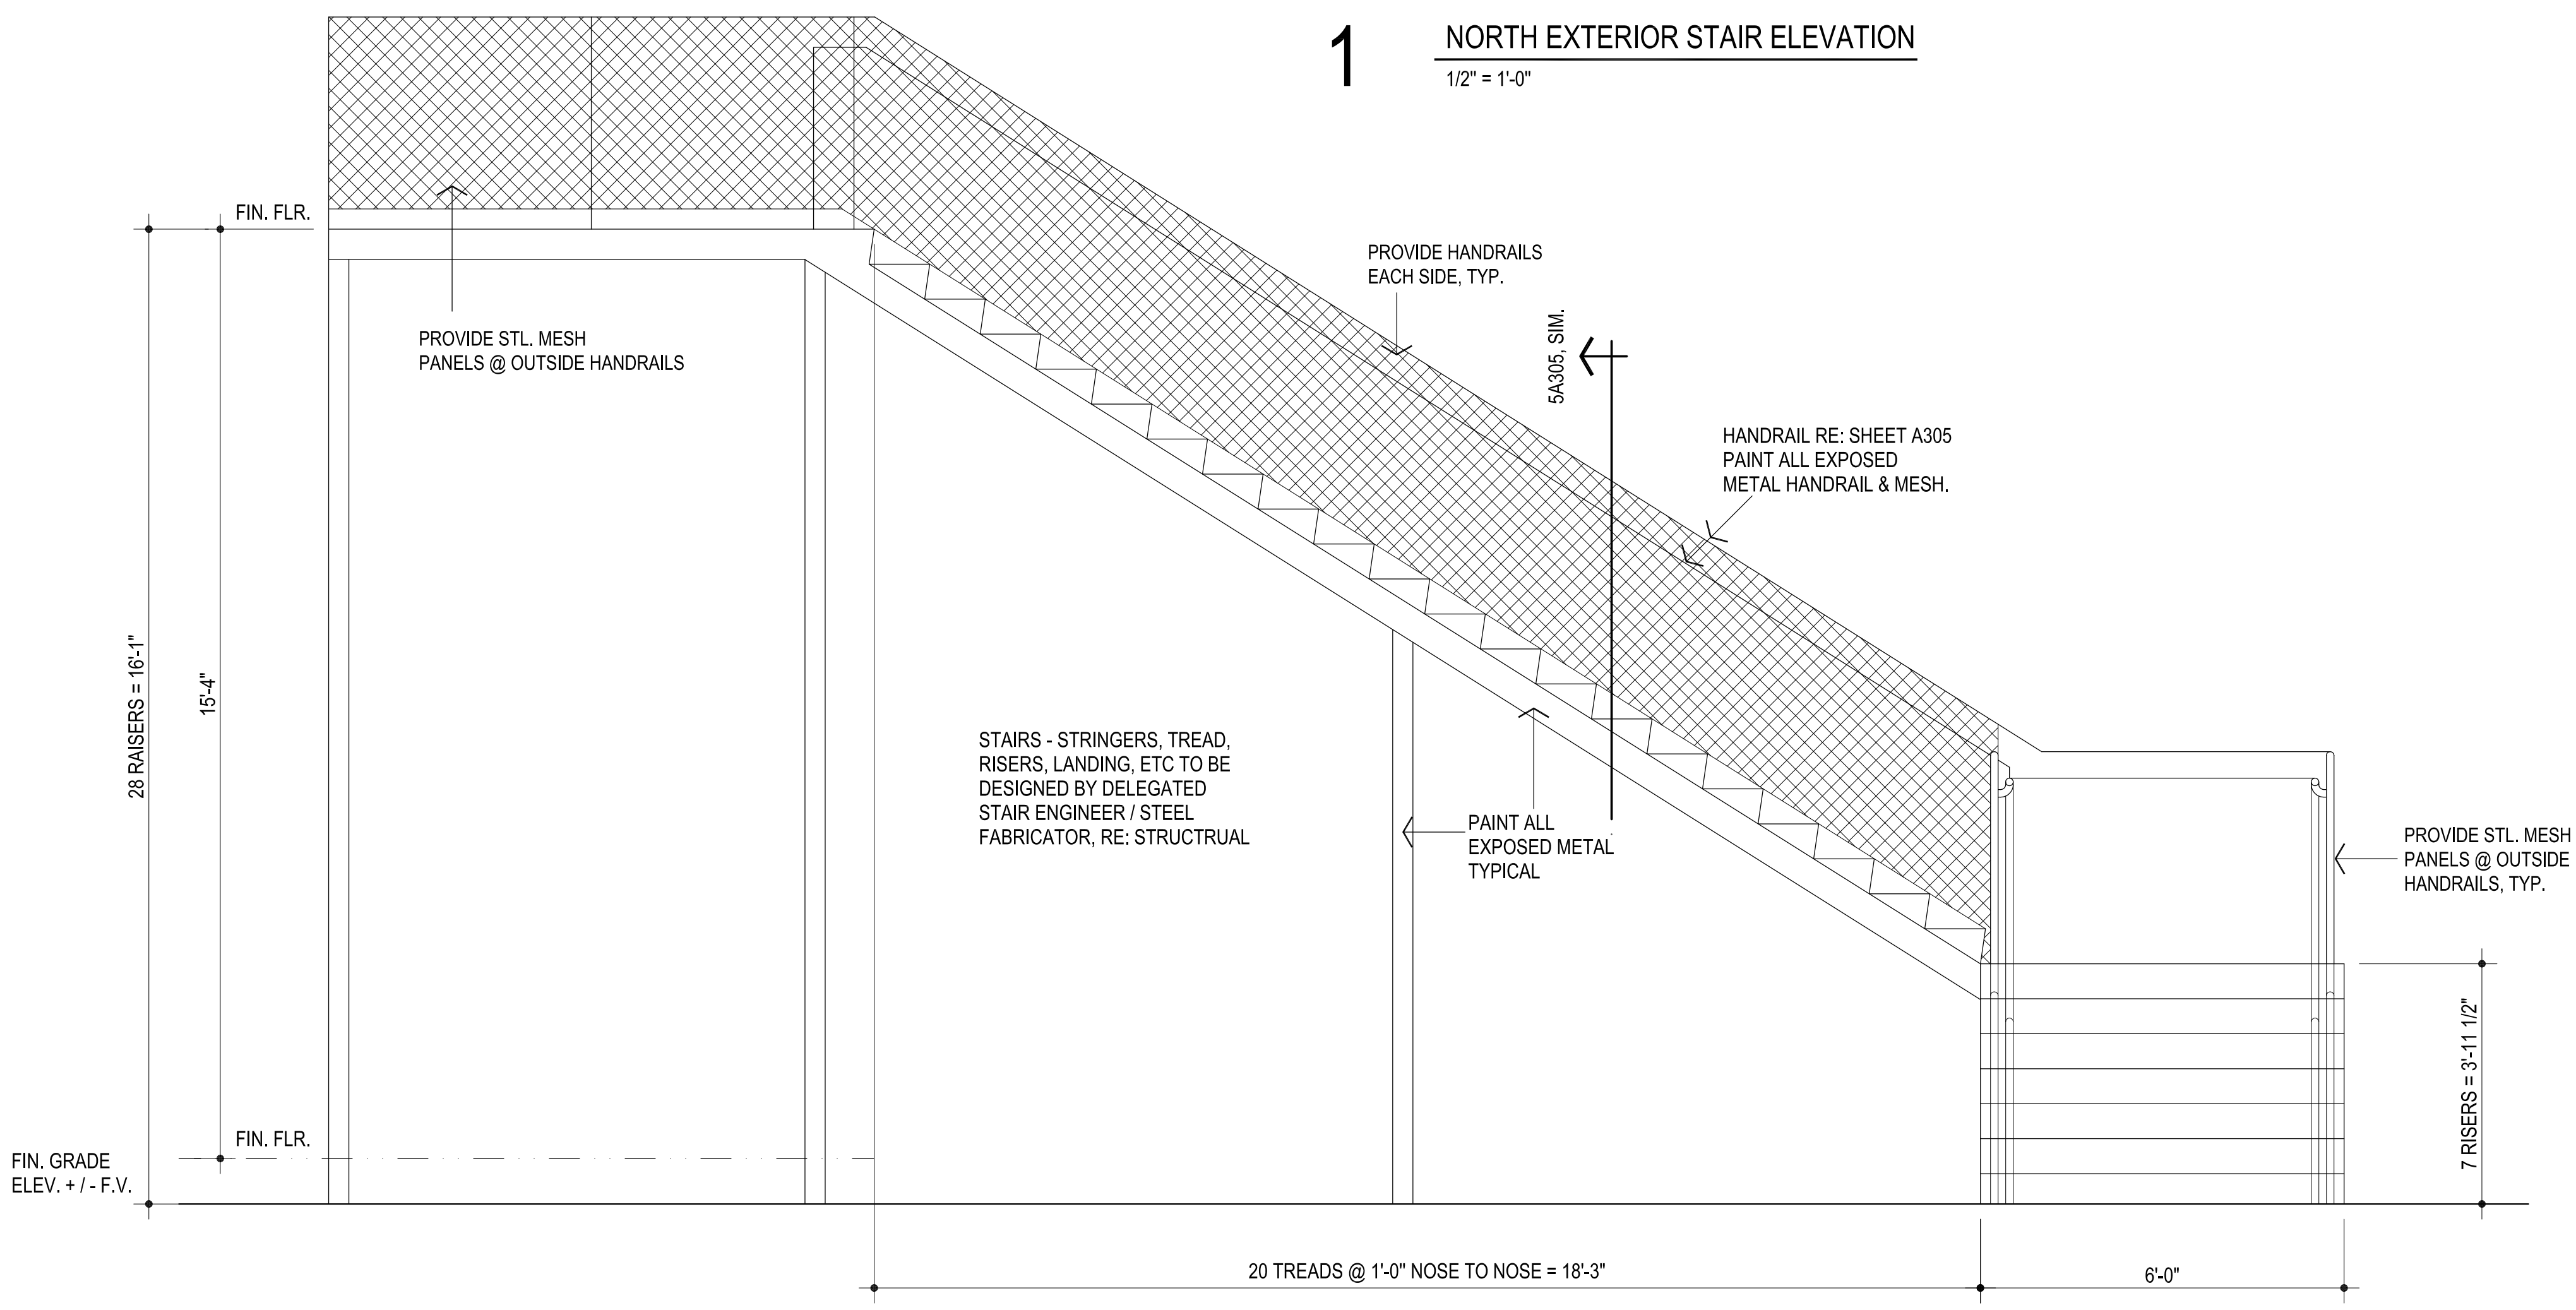 1
NORTH EXTERIOR STAIR ELEVATION
1/2" = 1'-0"
FIN. FLR.
PROVIDE STL. MESH
PANELS @ OUTSIDE HANDRAILS
PROVIDE HANDRAILS
EACH SIDE, TYP.
5A305, SIM.
HANDRAIL RE: SHEET A305
PAINT ALL EXPOSED
METAL HANDRAIL & MESH.
28 RAISERS = 16'-1"
15'-4"
STAIRS - STRINGERS, TREAD,
RISERS, LANDING, ETC TO BE
DESIGNED BY DELEGATED
STAIR ENGINEER / STEEL
FABRICATOR, RE: STRUCTRUAL
PAINT ALL
EXPOSED METAL
TYPICAL
PROVIDE STL. MESH
PANELS @ OUTSIDE
HANDRAILS, TYP.
7 RISERS = 3'-11 1/2"
FIN. FLR.
FIN. GRADE
ELEV. + / - F.V.
20 TREADS @ 1'-0" NOSE TO NOSE = 18'-3"
6'-0"